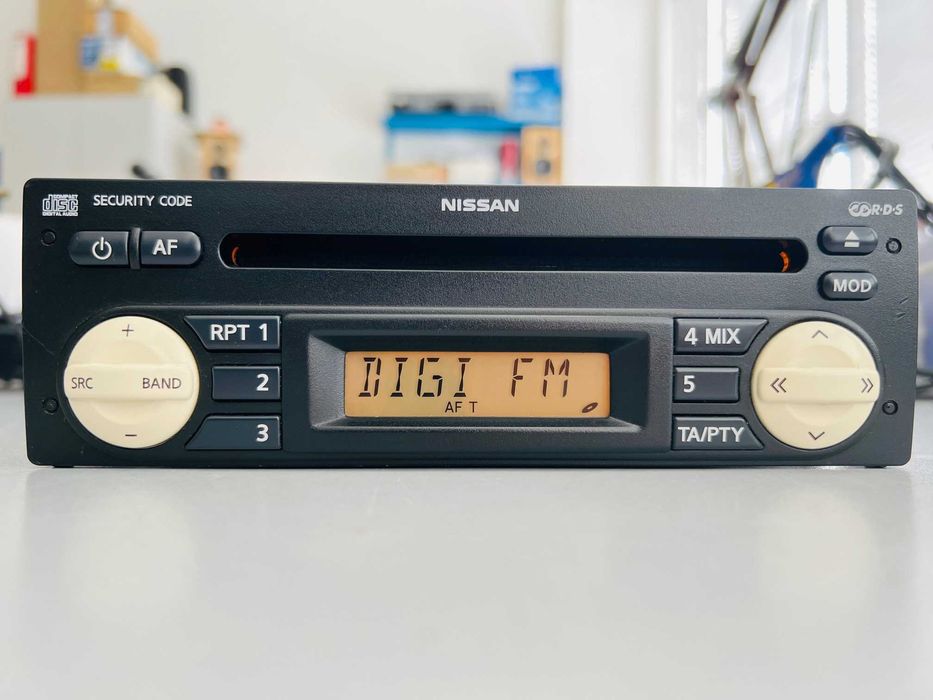 COMPACT
disc
DIGITAL AUDIO
SECURITY CODE
NISSAN
R·D·S
AF
MOD
+
SRC
BAND
−
RPT 1
2
3
DIGI FM
AF T
4 MIX
5
TA/PTY